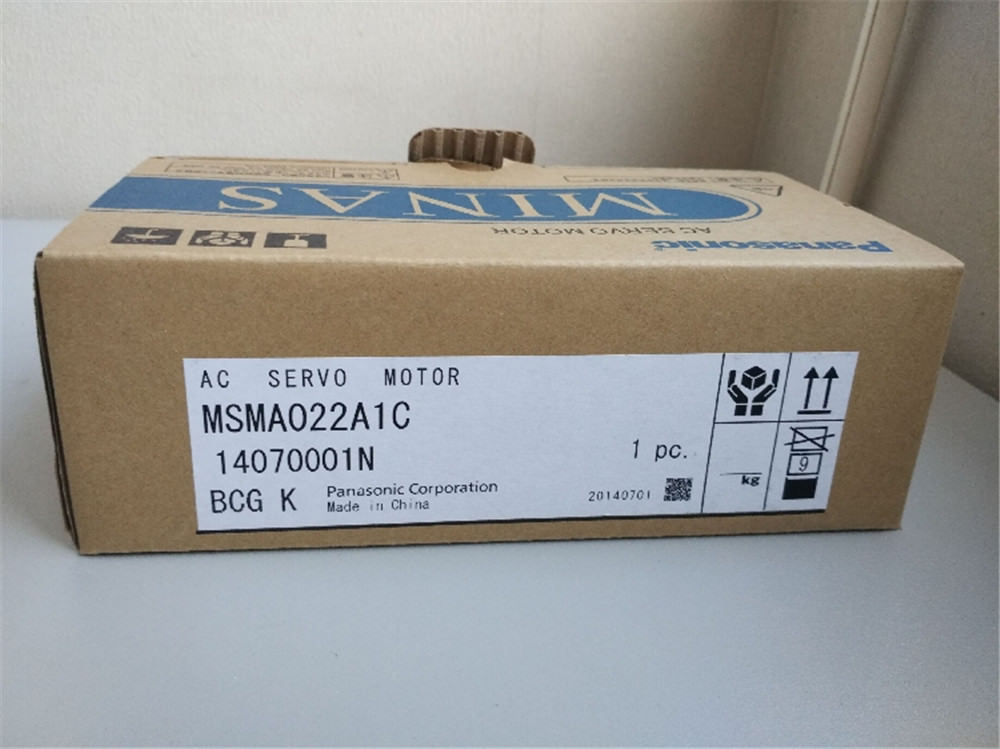 MINAS
AC SERVO MOTOR
Panasonic
AC SERVO MOTOR
MSMA022A1C
14070001N
1 pc.
BCG K
Panasonic Corporation
Made in China
20140701
kg
9